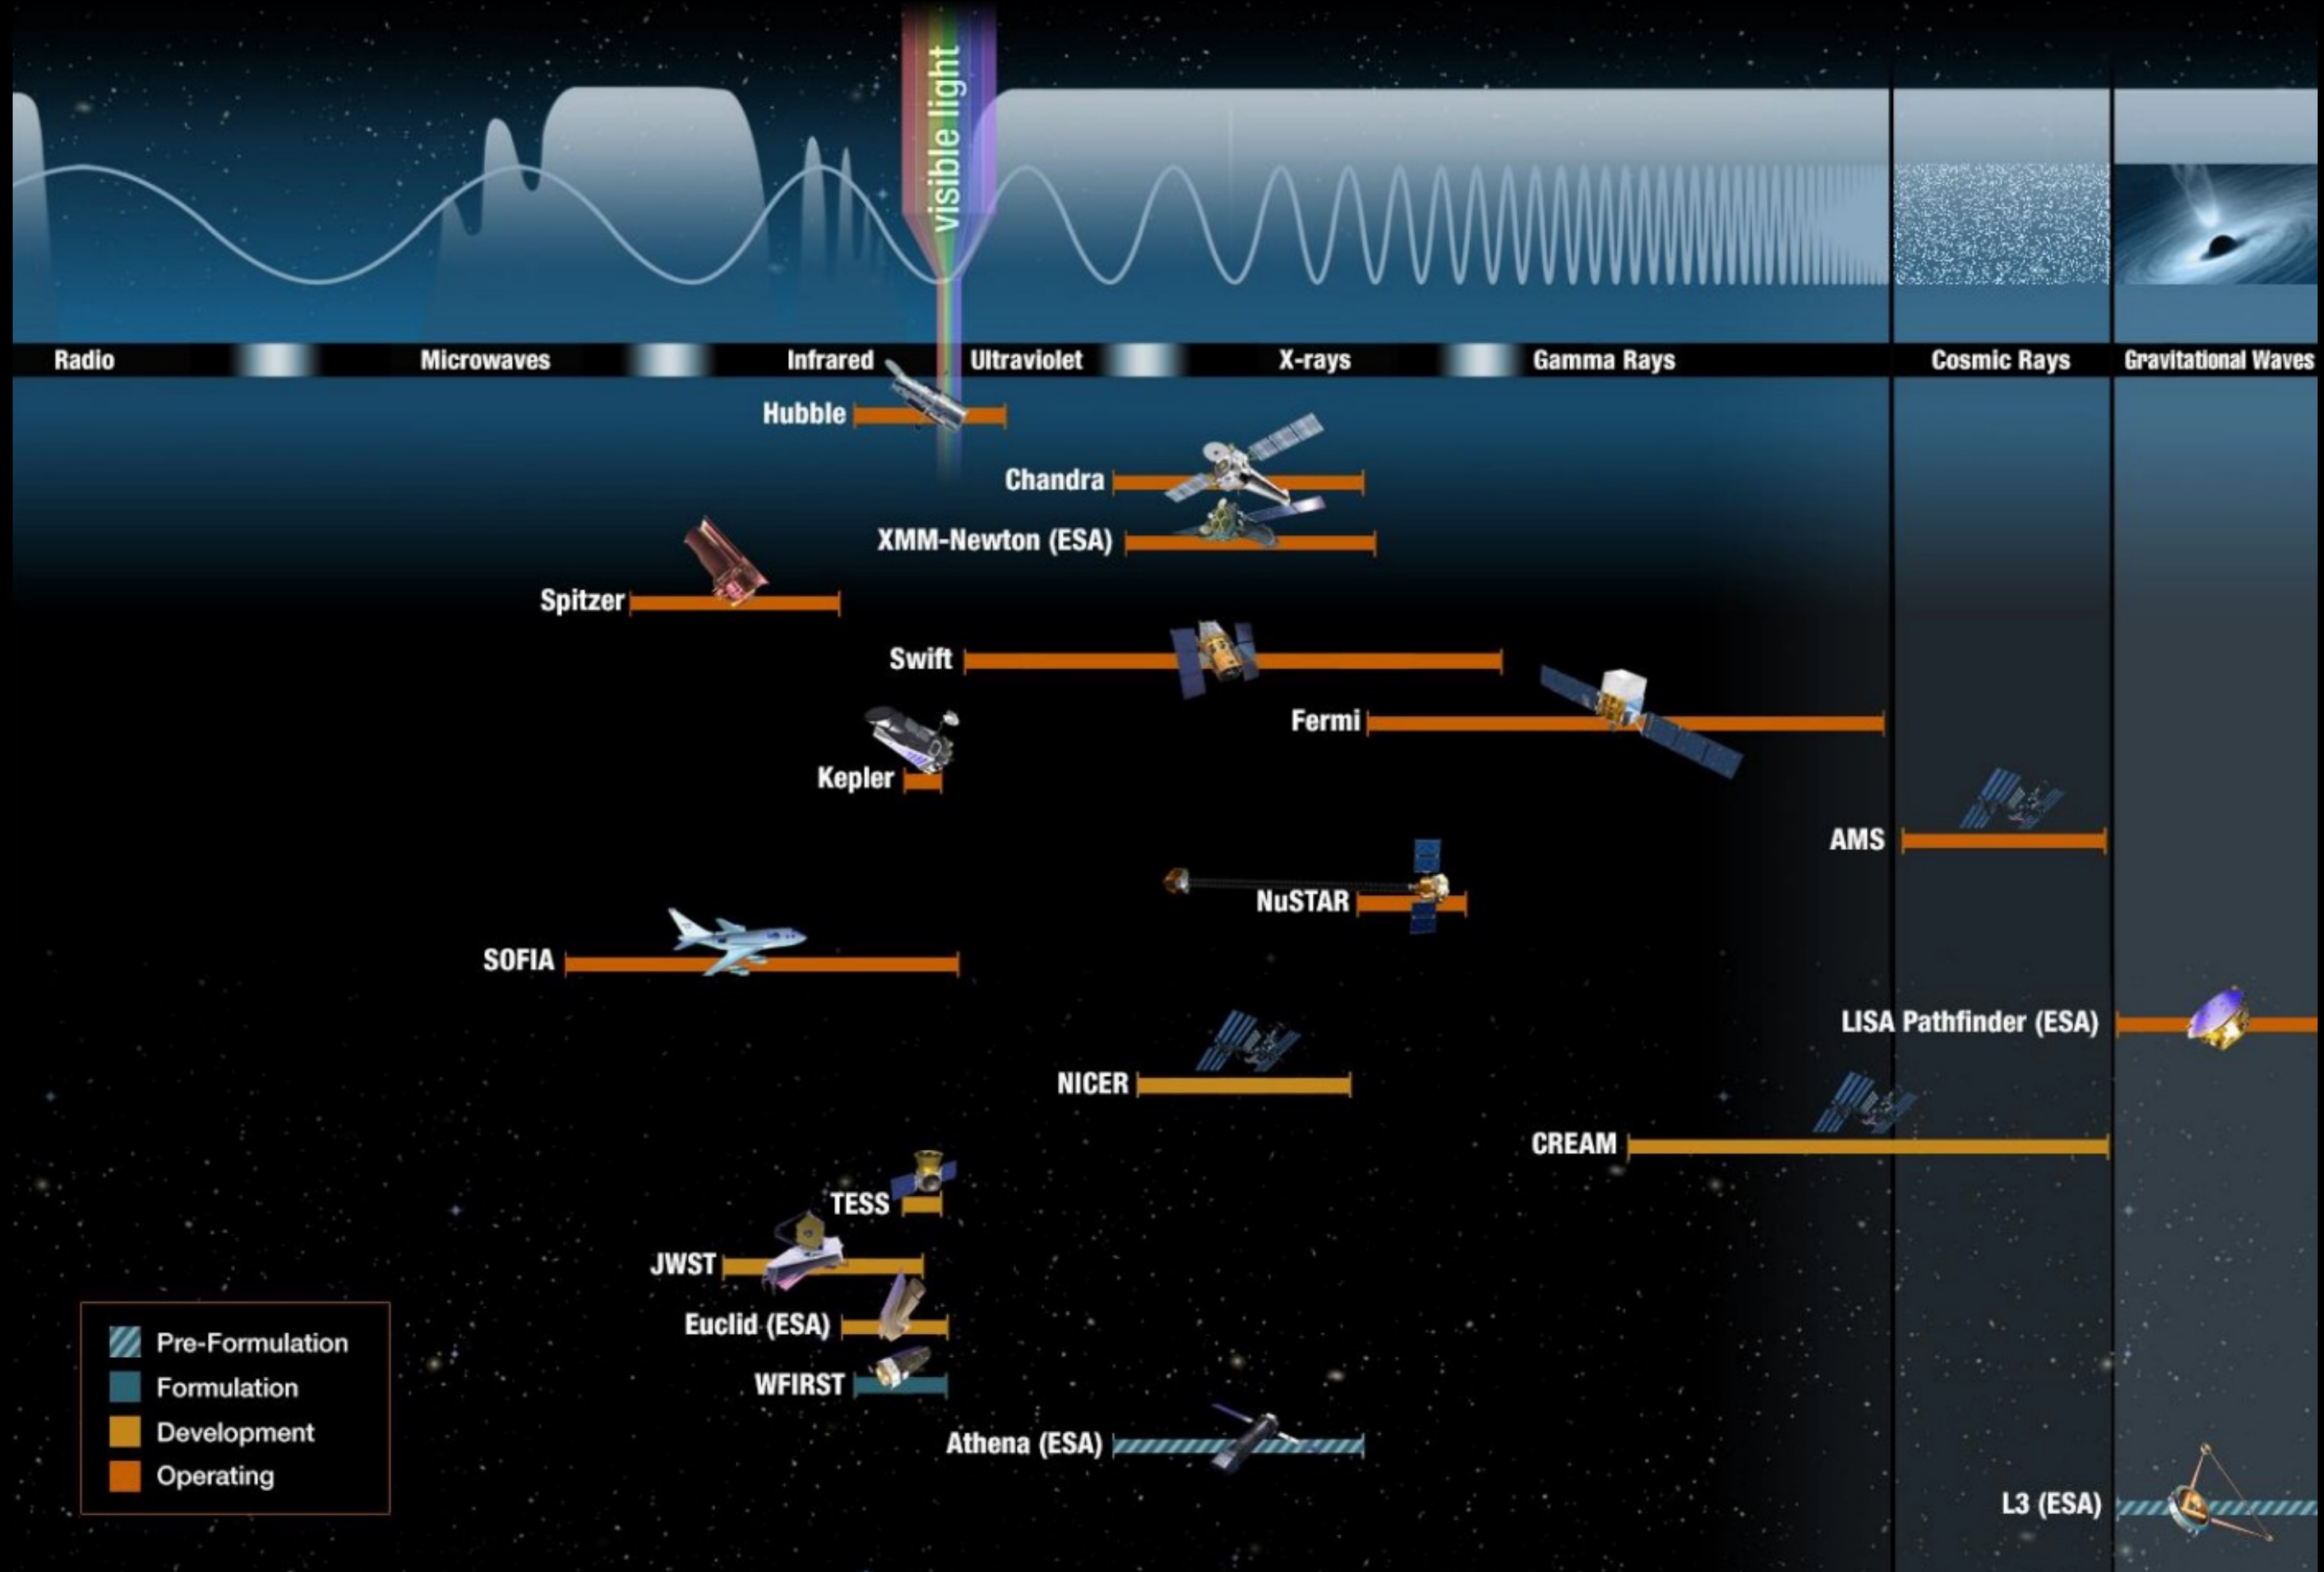 visible light
Radio
Microwaves
Infrared
Ultraviolet
X-rays
Gamma Rays
Cosmic Rays
Gravitational Waves
Hubble
Chandra
XMM-Newton (ESA)
Spitzer
Swift
Fermi
Kepler
AMS
NuSTAR
SOFIA
LISA Pathfinder (ESA)
NICER
CREAM
TESS
JWST
Euclid (ESA)
WFIRST
Athena (ESA)
L3 (ESA)
Pre-Formulation
Formulation
Development
Operating